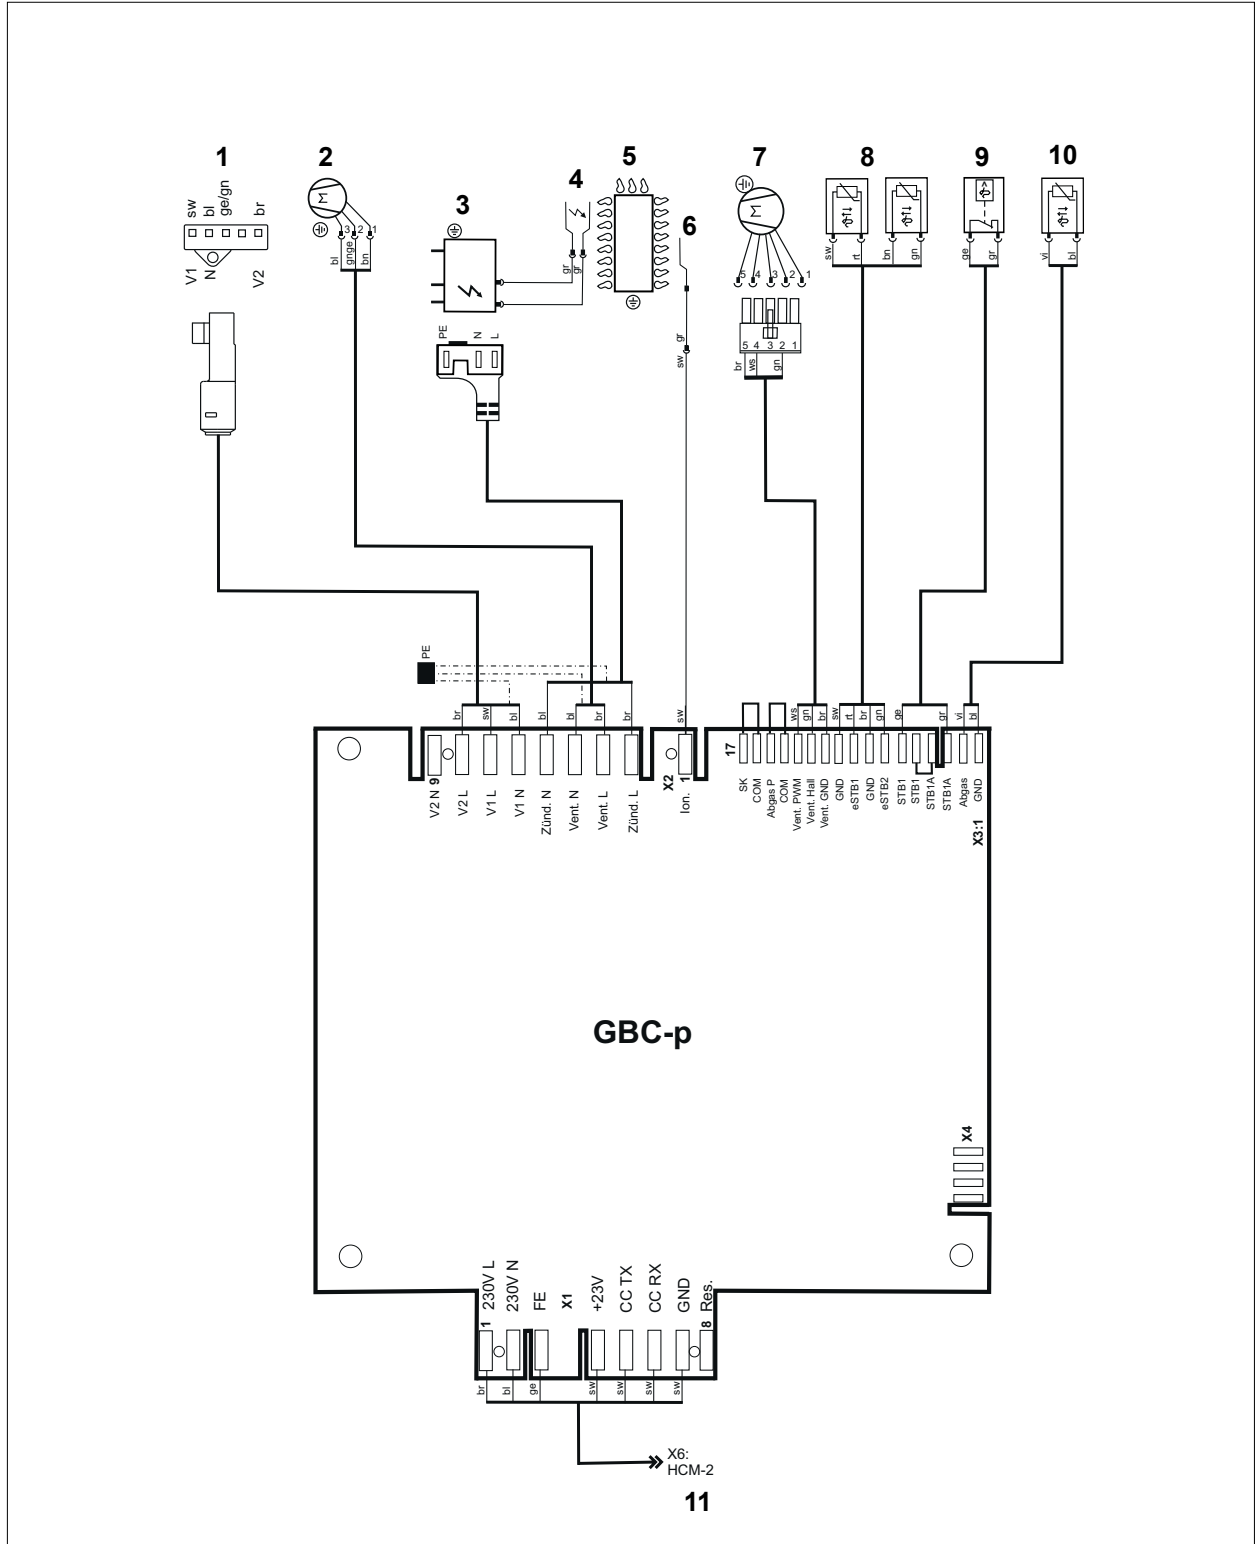 1
2
3
4
5
6
7
8
9
10
sw
bl
ge/gn
br
V1
N
V2
3 2 1
bl
gnge
bn
PE
N
L
gr
gr
gr
sw
5 4 3 2 1
5 4 3 2 1
br
ws
gn
sw
rt
bn
gn
ge
gr
vi
bl
PE
br
sw
bl
bl
bl
br
br
sw
ws
gn
br
sw
rt
br
gn
ge
gr
vi
bl
9
V2 N
V2 L
V1 L
V1 N
Zünd. N
Vent. N
Vent. L
Zünd. L
X2
1
Ion.
17
SK
COM
Abgas P
COM
Vent. PWM
Vent. Hall
Vent. GND
GND
eSTB1
GND
eSTB2
STB1
STB1
STB1A
STB1A
Abgas
GND
X3:1
GBC-p
X4
1
230V L
230V N
FE
X1
+23V
CC TX
CC RX
GND
8
Res.
br
bl
ge
sw
sw
sw
sw
X6:
HCM-2
11